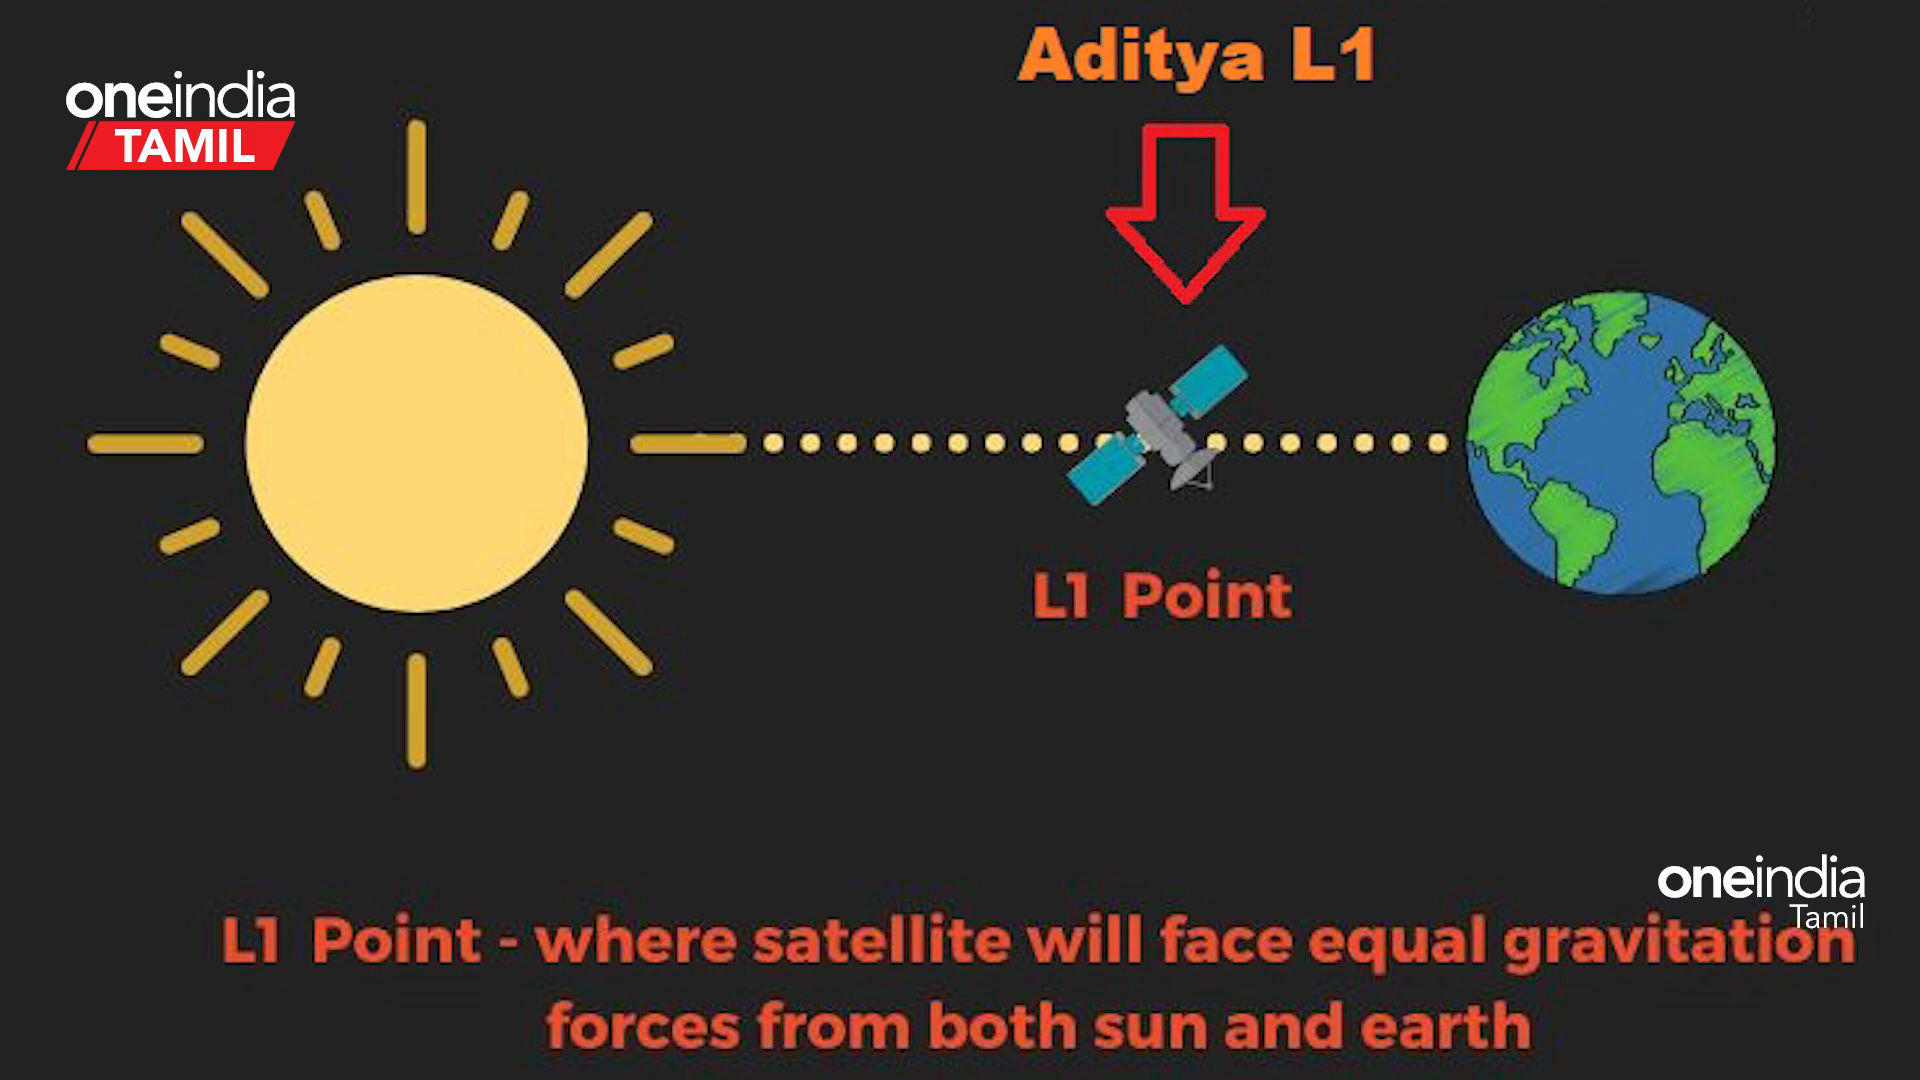 Aditya L1
oneindia
TAMIL
L1 Point
oneindia
Tamil
L1 Point - where satellite will face equal gravitation
forces from both sun and earth